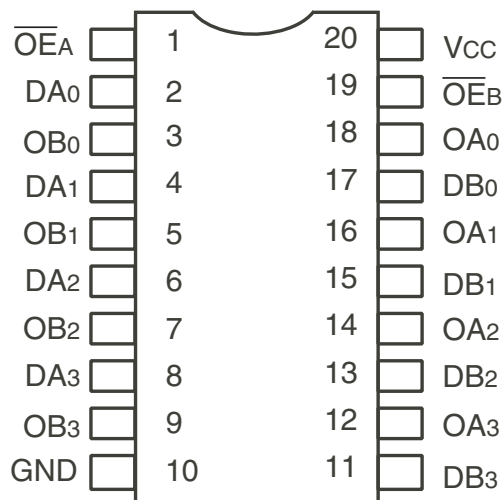 O̅E̅A 1 20 VCC
DA0 2 19 O̅E̅B
OB0 3 18 OA0
DA1 4 17 DB0
OB1 5 16 OA1
DA2 6 15 DB1
OB2 7 14 OA2
DA3 8 13 DB2
OB3 9 12 OA3
GND 10 11 DB3